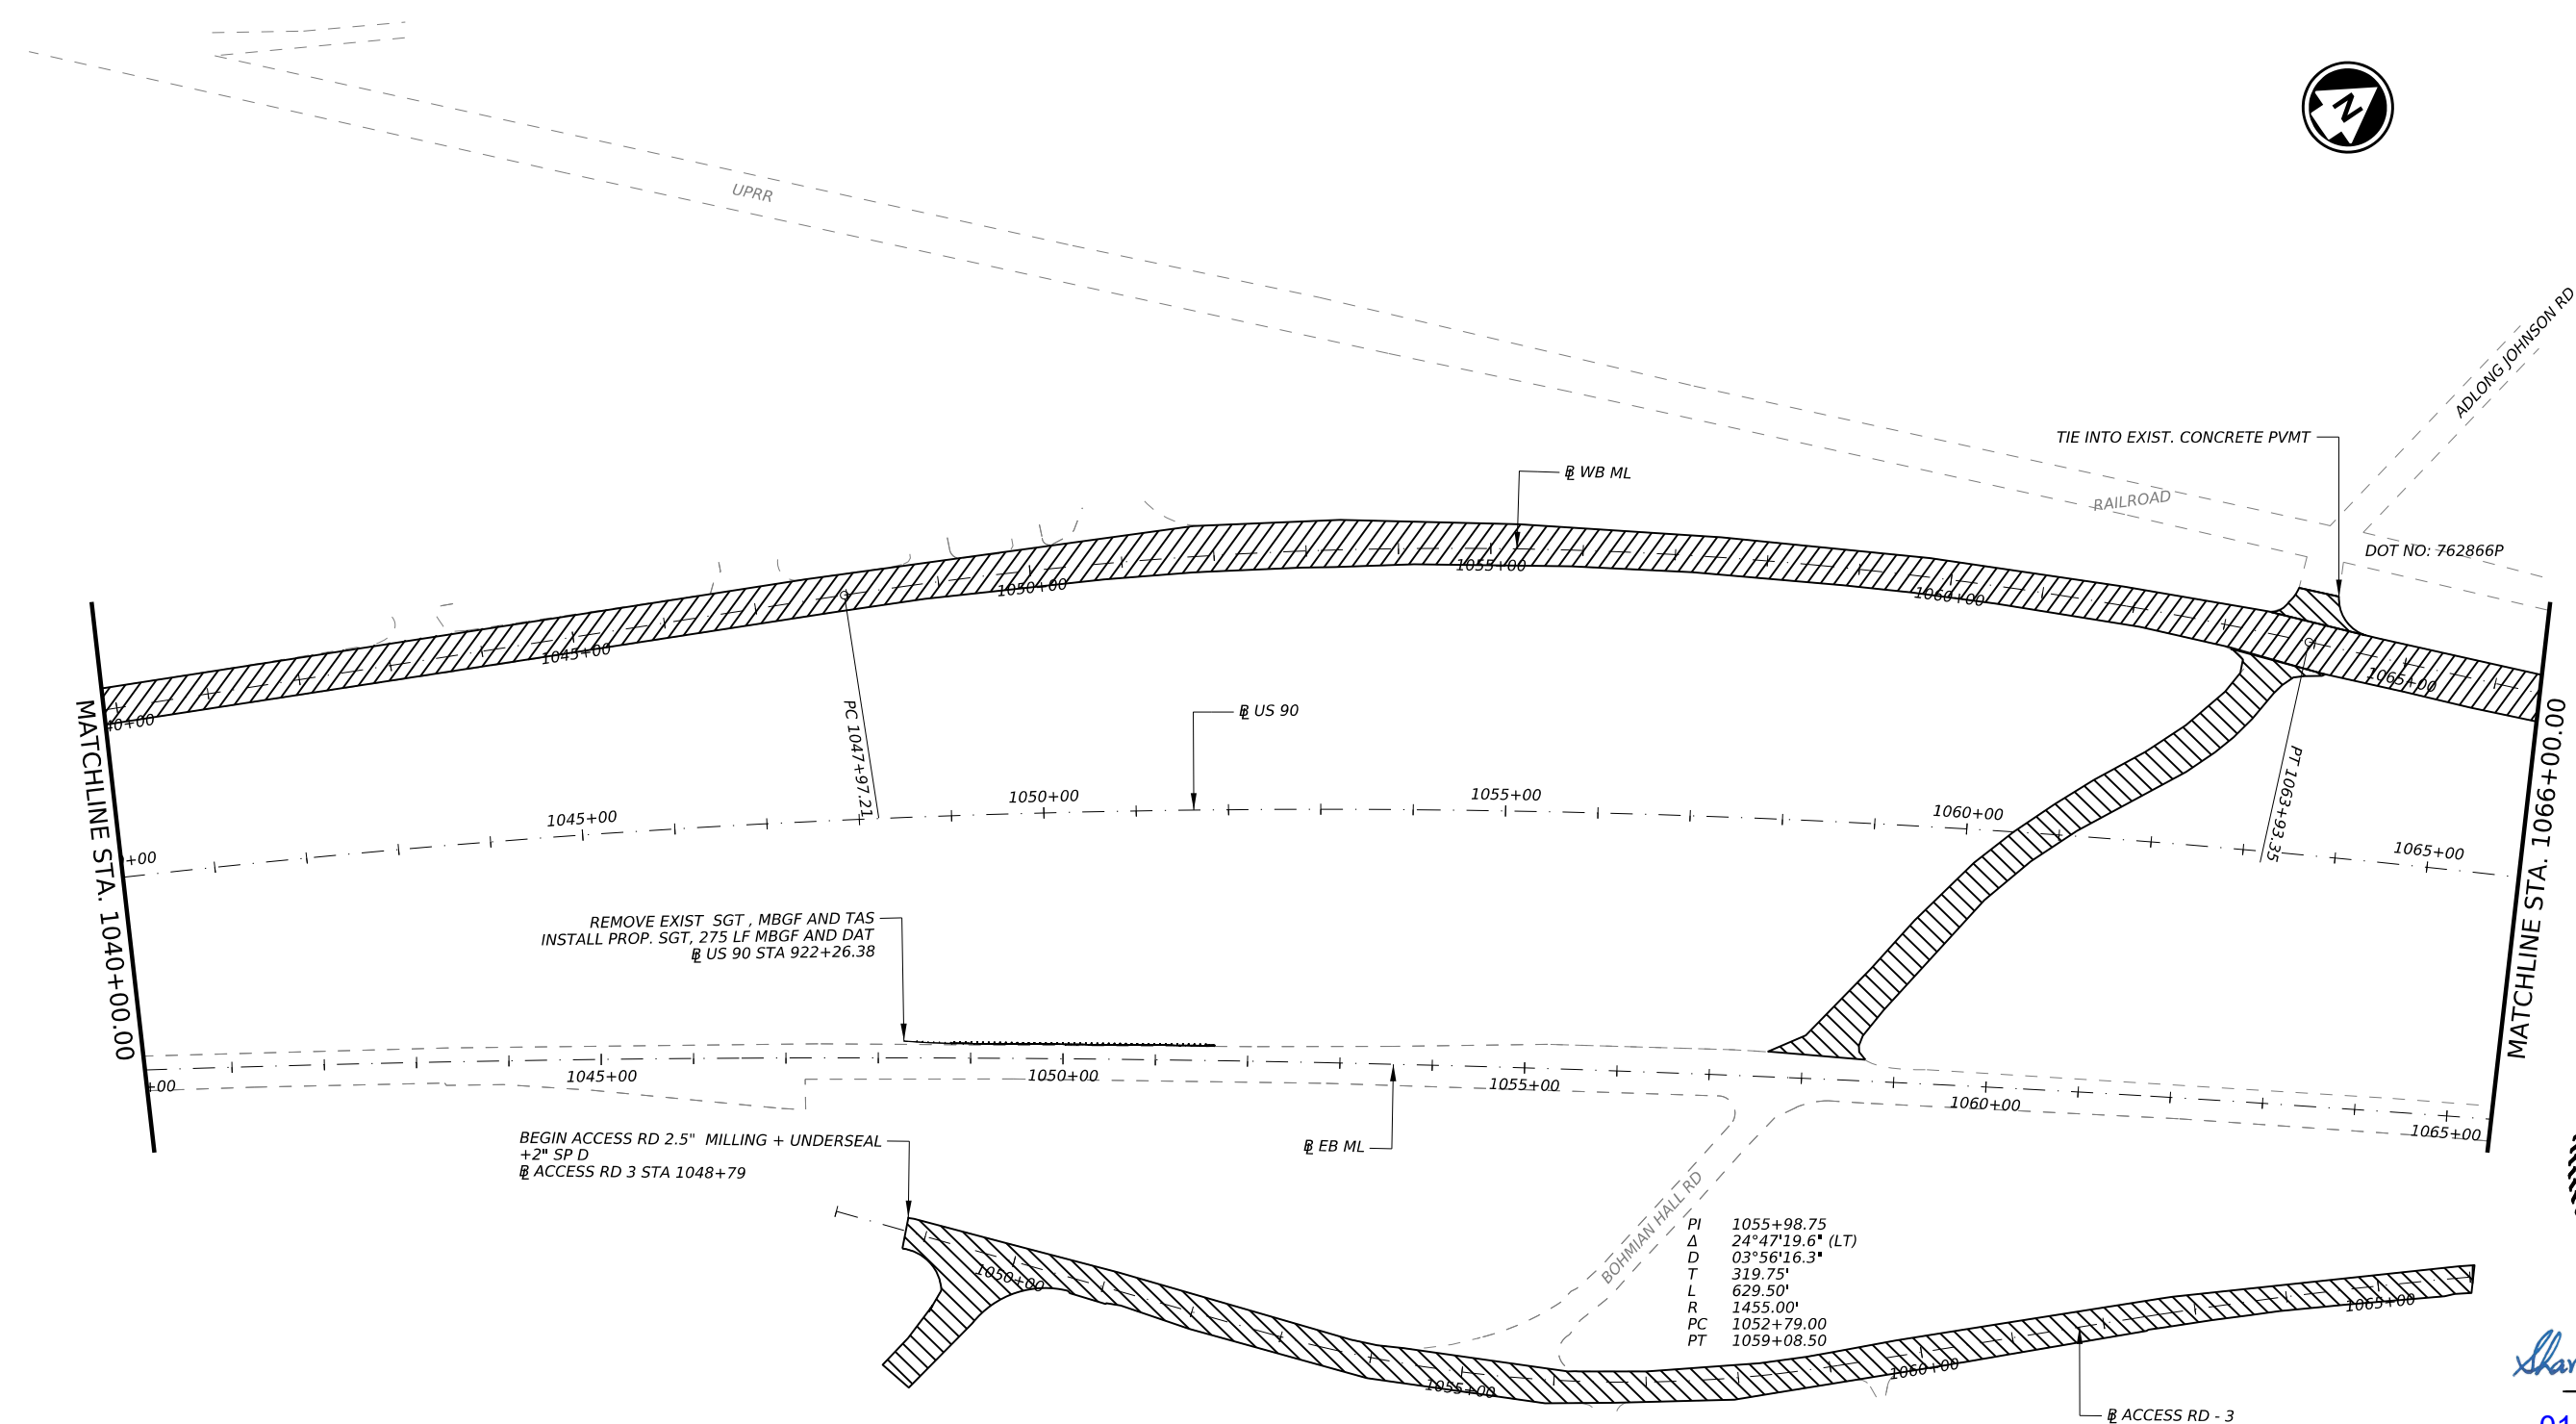 N
UPRR
ADLONG JOHNSON RD
TIE INTO EXIST. CONCRETE PVMT
℄ WB ML
RAILROAD
DOT NO: 762866P
1055+00
1050+00
1060+00
1045+00
1065+00
40+00
MATCHLINE STA. 1040+00.00
PC 1047+97.21
℄ US 90
MATCHLINE STA. 1066+00.00
PT 1063+93.35
1045+00
1050+00
1055+00
1060+00
1065+00
+00
REMOVE EXIST SGT , MBGF AND TAS
INSTALL PROP. SGT, 275 LF MBGF AND DAT
℄ US 90 STA 922+26.38
+00
1045+00
1050+00
1055+00
1060+00
1065+00
BEGIN ACCESS RD 2.5" MILLING + UNDERSEAL
+2" SP D
℄ ACCESS RD 3 STA 1048+79
℄ EB ML
BOHMIAN HALL RD
PI 1055+98.75
Δ 24°47'19.6" (LT)
D 03°56'16.3"
T 319.75'
L 629.50'
R 1455.00'
PC 1052+79.00
PT 1059+08.50
1050+00
1055+00
1060+00
1065+00
℄ ACCESS RD - 3
Shar
01